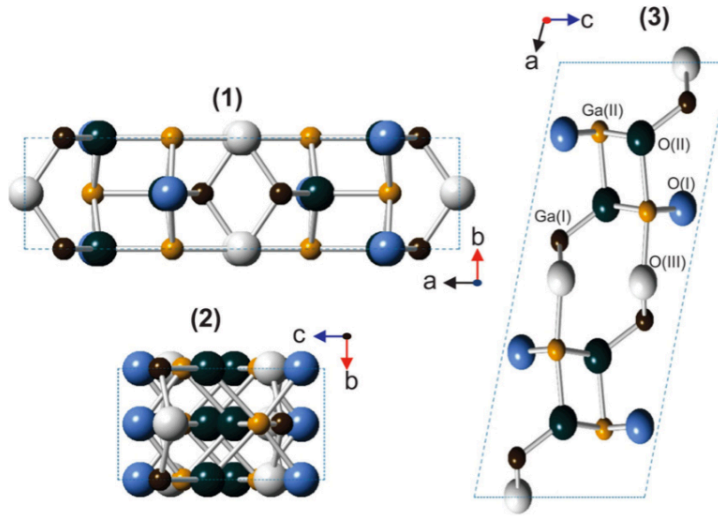 (1)
b
a
(2)
c
b
(3)
c
a
Ga(II)
O(II)
O(I)
Ga(I)
O(III)